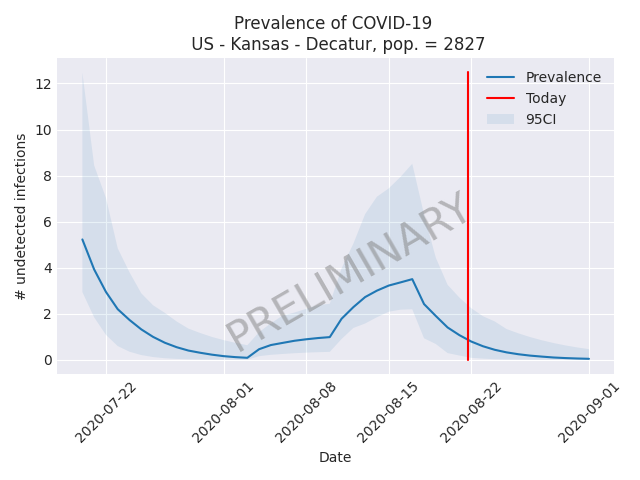 Prevalence of COVID-19
US - Kansas - Decatur, pop. = 2827
12
10
8
6
4
2
0
# undetected infections
Prevalence
Today
95CI
PRELIMINARY
2020-07-22
2020-08-01
2020-08-08
2020-08-15
2020-08-22
2020-09-01
Date